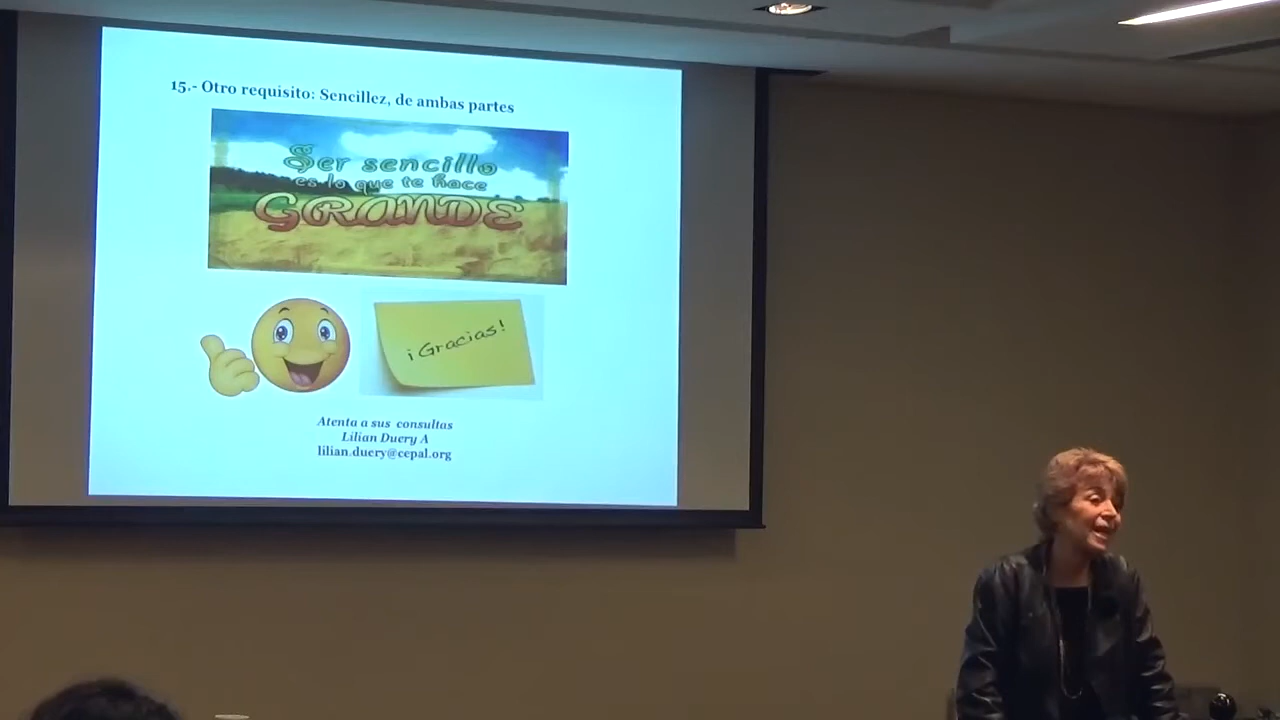 15.- Otro requisito: Sencillez, de ambas partes
Ser sencillo
es lo que te hace
GRANDE
¡Gracias!
Atenta a sus consultas
Lilian Duery A
lilian.duery@cepal.org